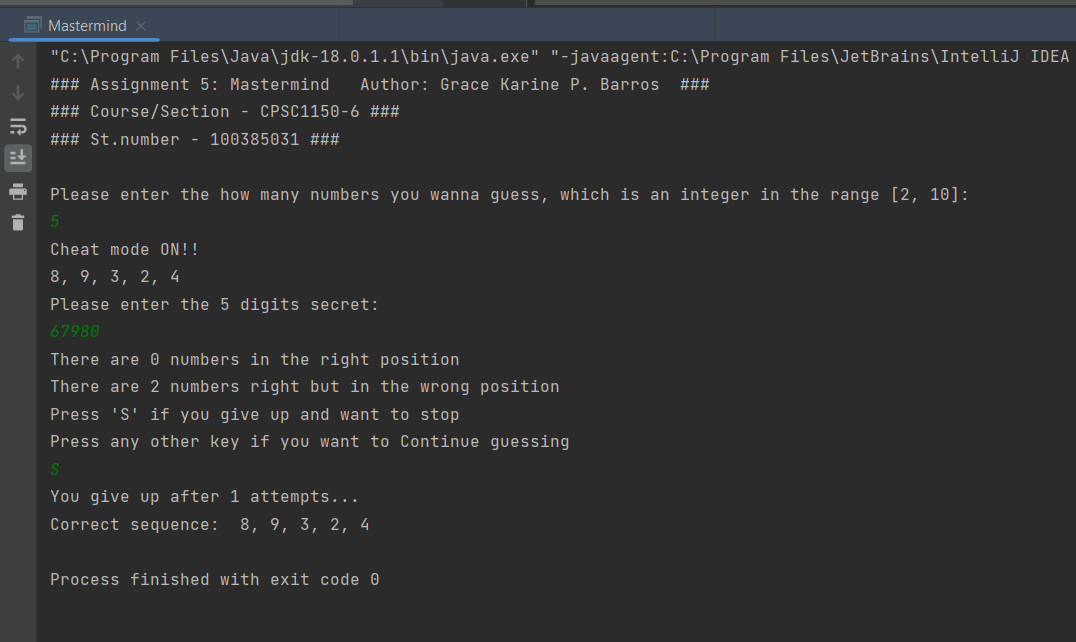 Mastermind
"C:\Program Files\Java\jdk-18.0.1.1\bin\java.exe" "-javaagent:C:\Program Files\JetBrains\IntelliJ IDEA
### Assignment 5: Mastermind   Author: Grace Karine P. Barros  ###
### Course/Section - CPSC1150-6 ###
### St.number - 100385031 ###
Please enter the how many numbers you wanna guess, which is an integer in the range [2, 10]:
5
Cheat mode ON!!
8, 9, 3, 2, 4
Please enter the 5 digits secret:
67980
There are 0 numbers in the right position
There are 2 numbers right but in the wrong position
Press 'S' if you give up and want to stop
Press any other key if you want to Continue guessing
S
You give up after 1 attempts...
Correct sequence:  8, 9, 3, 2, 4
Process finished with exit code 0